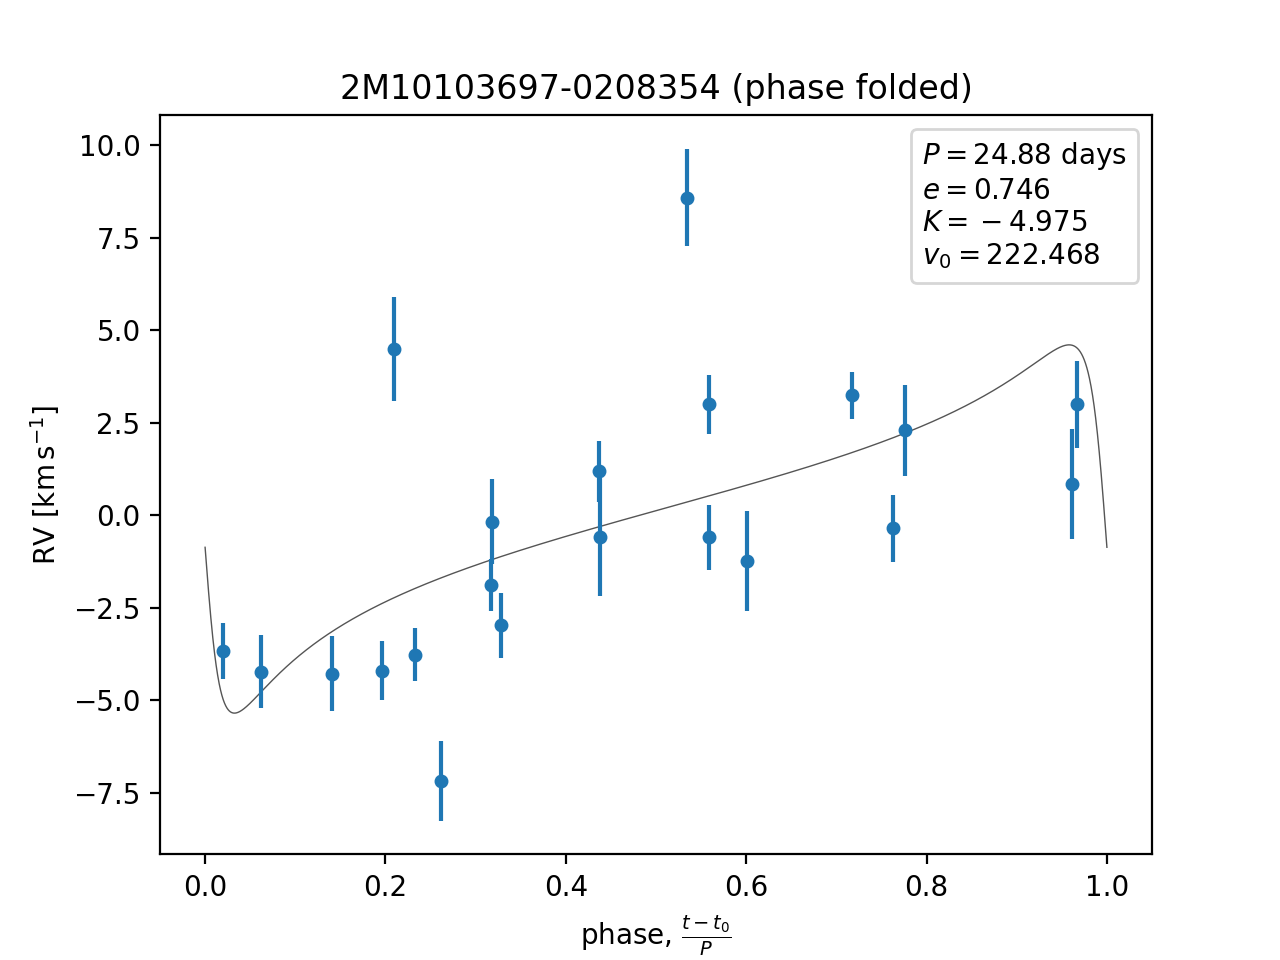 2M10103697-0208354 (phase folded)
P = 24.88 days
e = 0.746
K = −4.975
v₀ = 222.468
10.0
7.5
5.0
2.5
0.0
−2.5
−5.0
−7.5
RV [km s⁻¹]
0.0 0.2 0.4 0.6 0.8 1.0
phase, (t − t₀)/P